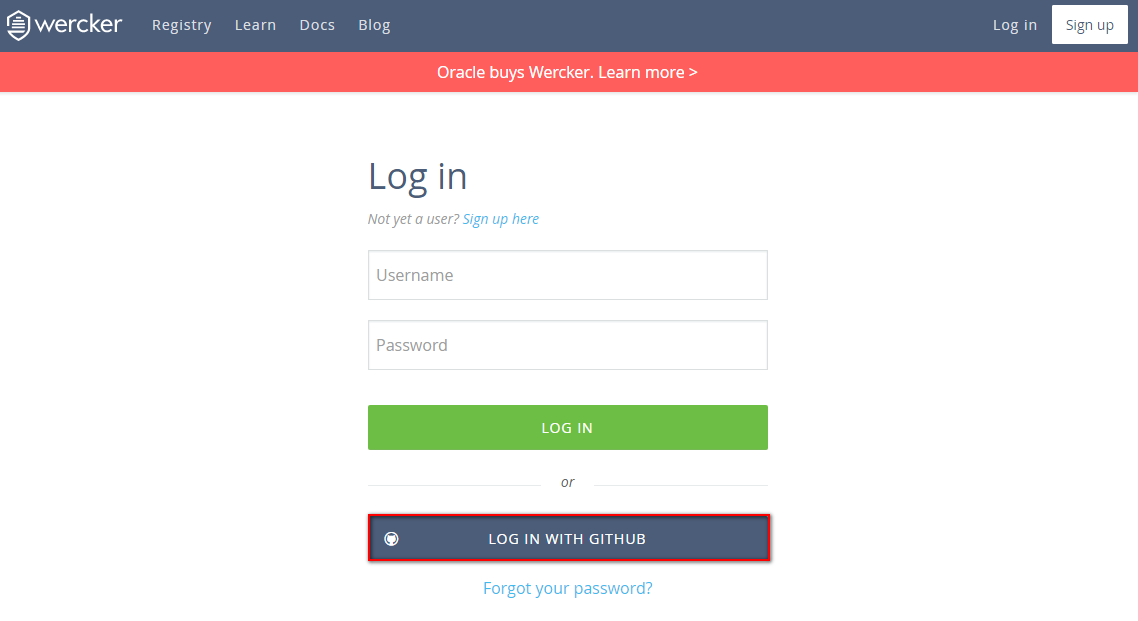 wercker Registry Learn Docs Blog Log in Sign up
Oracle buys Wercker. Learn more >
Log in
Not yet a user? Sign up here
Username
Password
LOG IN
or
LOG IN WITH GITHUB
Forgot your password?